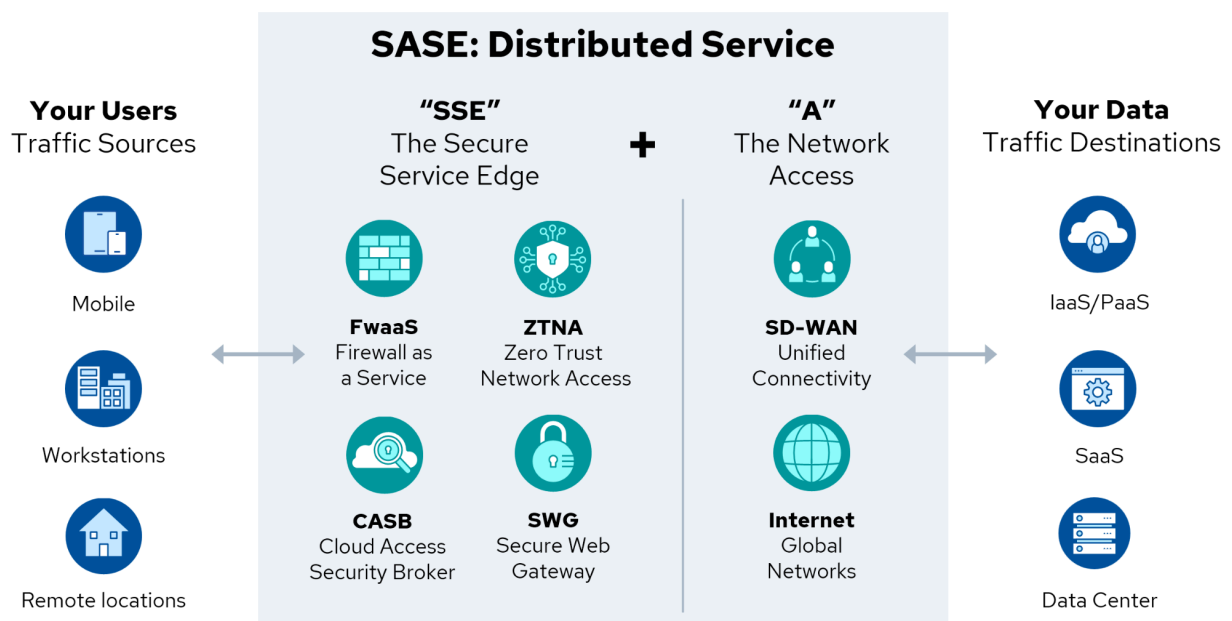 SASE: Distributed Service
Your Users
Traffic Sources
Mobile
Workstations
Remote locations
“SSE”
The Secure
Service Edge
+
“A”
The Network
Access
FwaaS
Firewall as
a Service
ZTNA
Zero Trust
Network Access
CASB
Cloud Access
Security Broker
SWG
Secure Web
Gateway
SD-WAN
Unified
Connectivity
Internet
Global
Networks
Your Data
Traffic Destinations
IaaS/PaaS
SaaS
Data Center